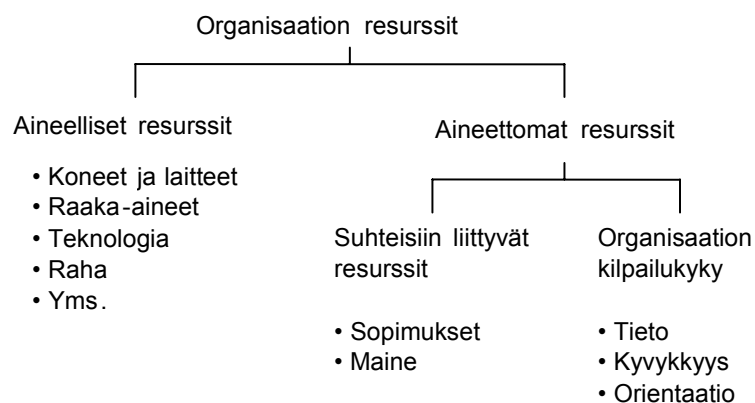 Organisaation resurssit
Aineelliset resurssit
• Koneet ja laitteet
• Raaka-aineet
• Teknologia
• Raha
• Yms.
Aineettomat resurssit
Suhteisiin liittyvät
resurssit
• Sopimukset
• Maine
Organisaation
kilpailukyky
• Tieto
• Kyvykkyys
• Orientaatio